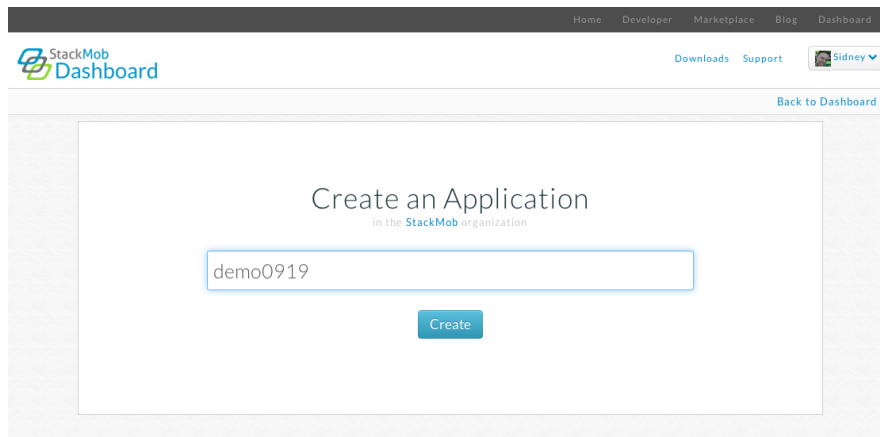 Home Developer Marketplace Blog Dashboard
StackMob
Dashboard
Downloads Support Sidney
Back to Dashboard
Create an Application
in the StackMob organization
demo0919
Create